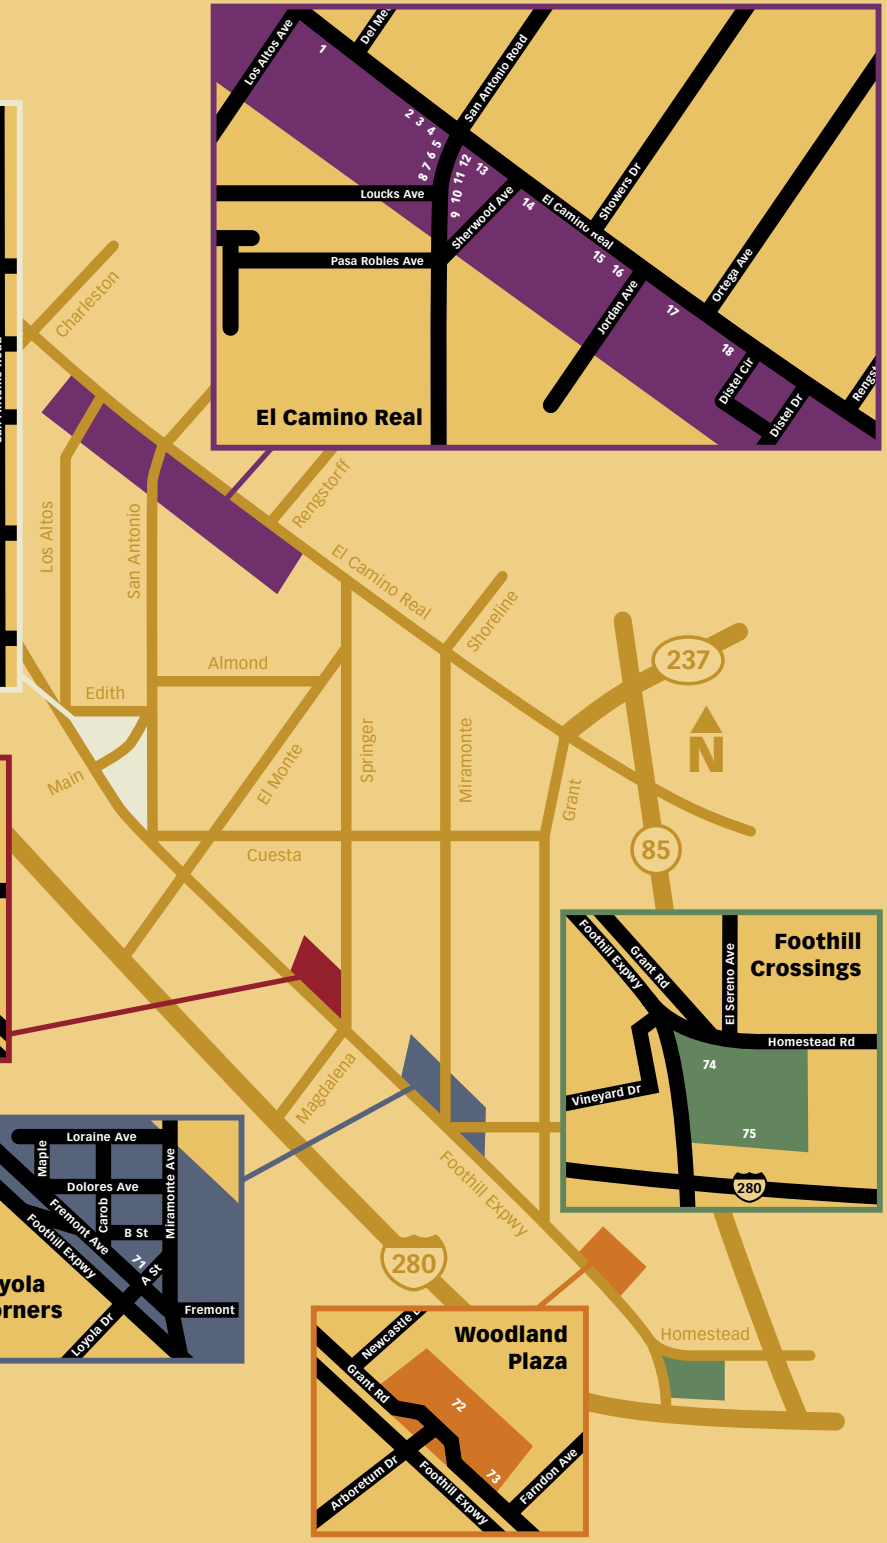 Los Altos Ave
San Antonio Road
1
2
3
4
5
6
7
8
9
10
11
12
13
Loucks Ave
Sherwood Ave
14
El Camino Real
Showers Dr
Pasa Robles Ave
15
16
Jordan Ave
Ortega Ave
17
18
Distel Cir
Distel Dr
El Camino Real
Charleston
Los Altos
San Antonio
Rengstorff
El Camino Real
Shoreline
237
N
Almond
Edith
Main
El Monte
Springer
Miramonte
Grant
85
Cuesta
Foothill
Crossings
Foothill Expwy
Grant Rd
El Sereno Ave
Homestead Rd
74
Vineyard Dr
75
280
Magdalena
Foothill Expwy
Loraine Ave
Maple
Dolores Ave
Carob
Miramonte Ave
Fremont Ave
B St
Foothill Expwy
71
A St
Loyola Dr
Fremont
280
Homestead
Woodland
Plaza
Grant Rd
72
73
Arboretum Dr
Foothill Expwy
Farndon Ave